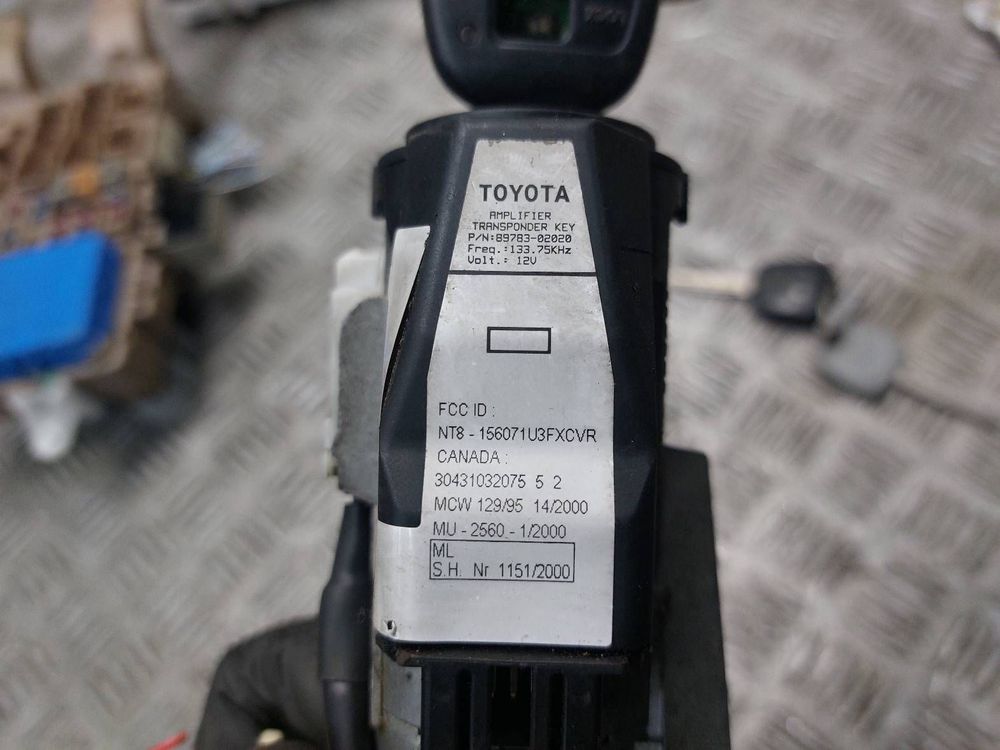 TOYOTA
AMPLIFIER
TRANSPONDER KEY
P/N:89783-02020
Freq.:133.75KHz
Volt.: 12V
FCC ID :
NT8 - 156071U3FXCVR
CANADA :
30431032075 5 2
MCW 129/95 14/2000
MU - 2560 - 1/2000
ML
S.H. Nr 1151/2000